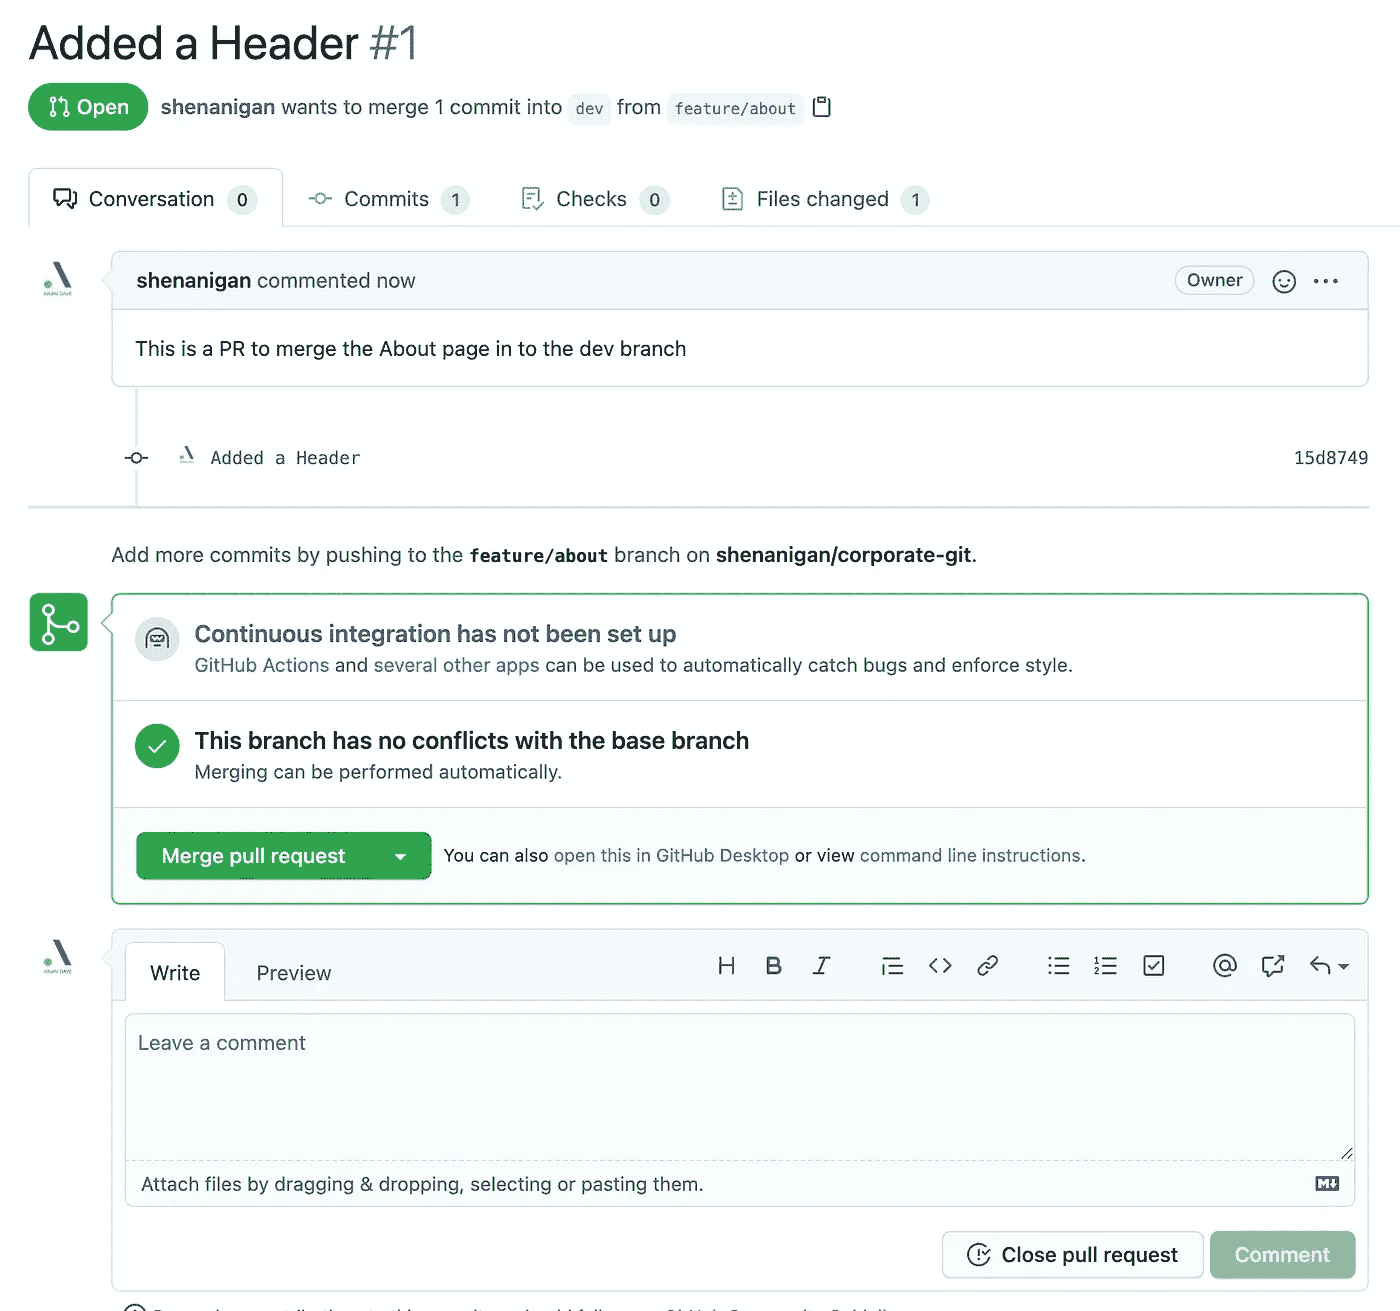 Added a Header #1
Open shenanigan wants to merge 1 commit into dev from feature/about
Conversation 0 Commits 1 Checks 0 Files changed 1
shenanigan commented now Owner
This is a PR to merge the About page in to the dev branch
Added a Header 15d8749
Add more commits by pushing to the feature/about branch on shenanigan/corporate-git.
Continuous integration has not been set up
GitHub Actions and several other apps can be used to automatically catch bugs and enforce style.
This branch has no conflicts with the base branch
Merging can be performed automatically.
Merge pull request You can also open this in GitHub Desktop or view command line instructions.
Write Preview
Leave a comment
Attach files by dragging & dropping, selecting or pasting them.
Close pull request Comment